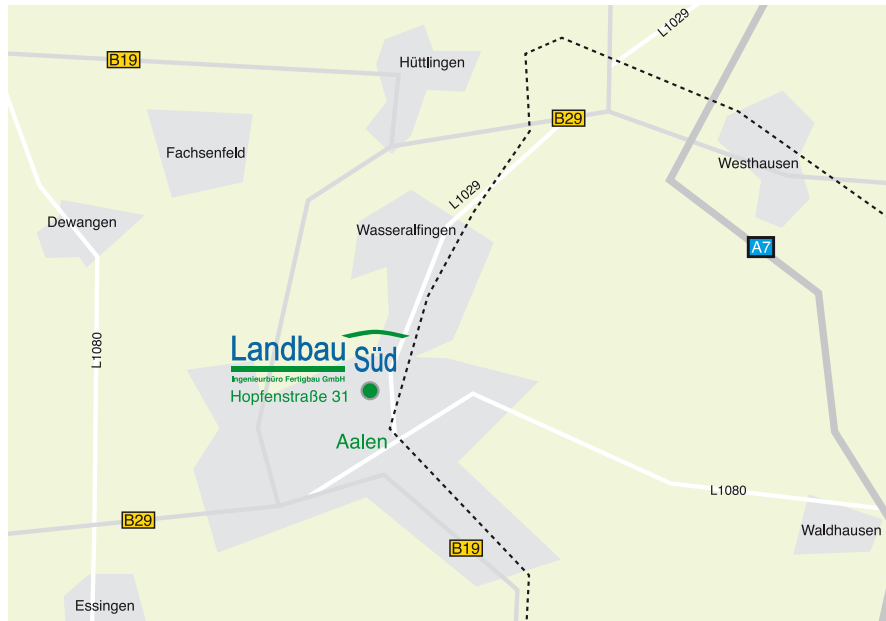 L1029
B19
Hüttlingen
B29
Fachsenfeld
Westhausen
L1029
Dewangen
Wasseralfingen
A7
L1080
Landbau
Süd
Ingenieurbüro Fertigbau GmbH
Hopfenstraße 31
Aalen
L1080
B29
Waldhausen
B19
Essingen